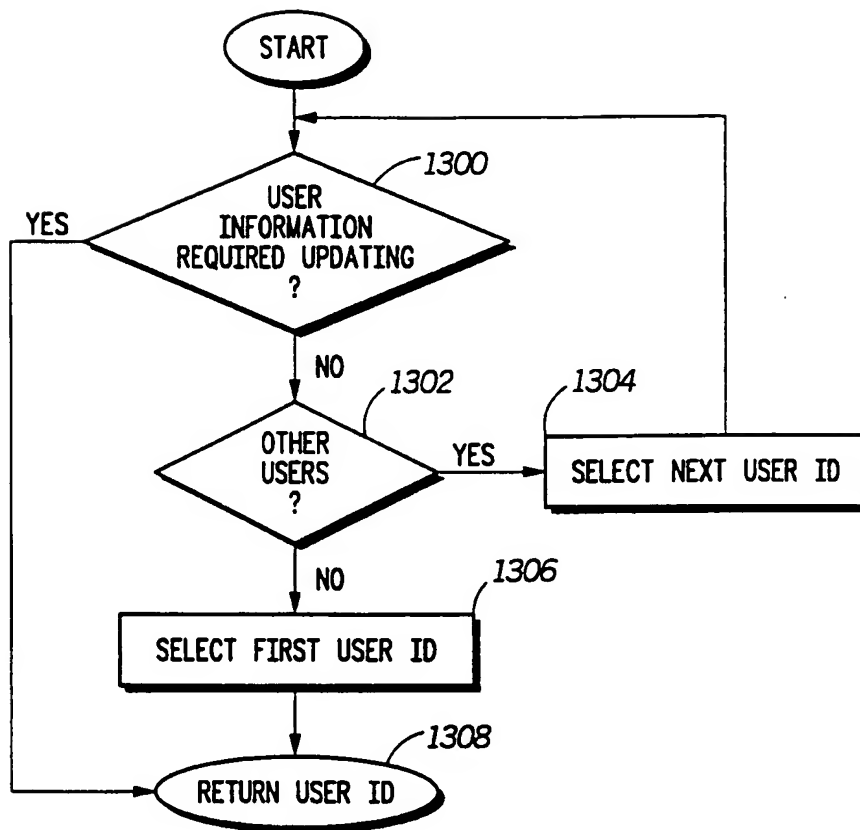 START
1300
USER
INFORMATION
REQUIRED UPDATING
?
YES
NO
1302
OTHER
USERS
?
YES
1304
SELECT NEXT USER ID
NO
1306
SELECT FIRST USER ID
1308
RETURN USER ID